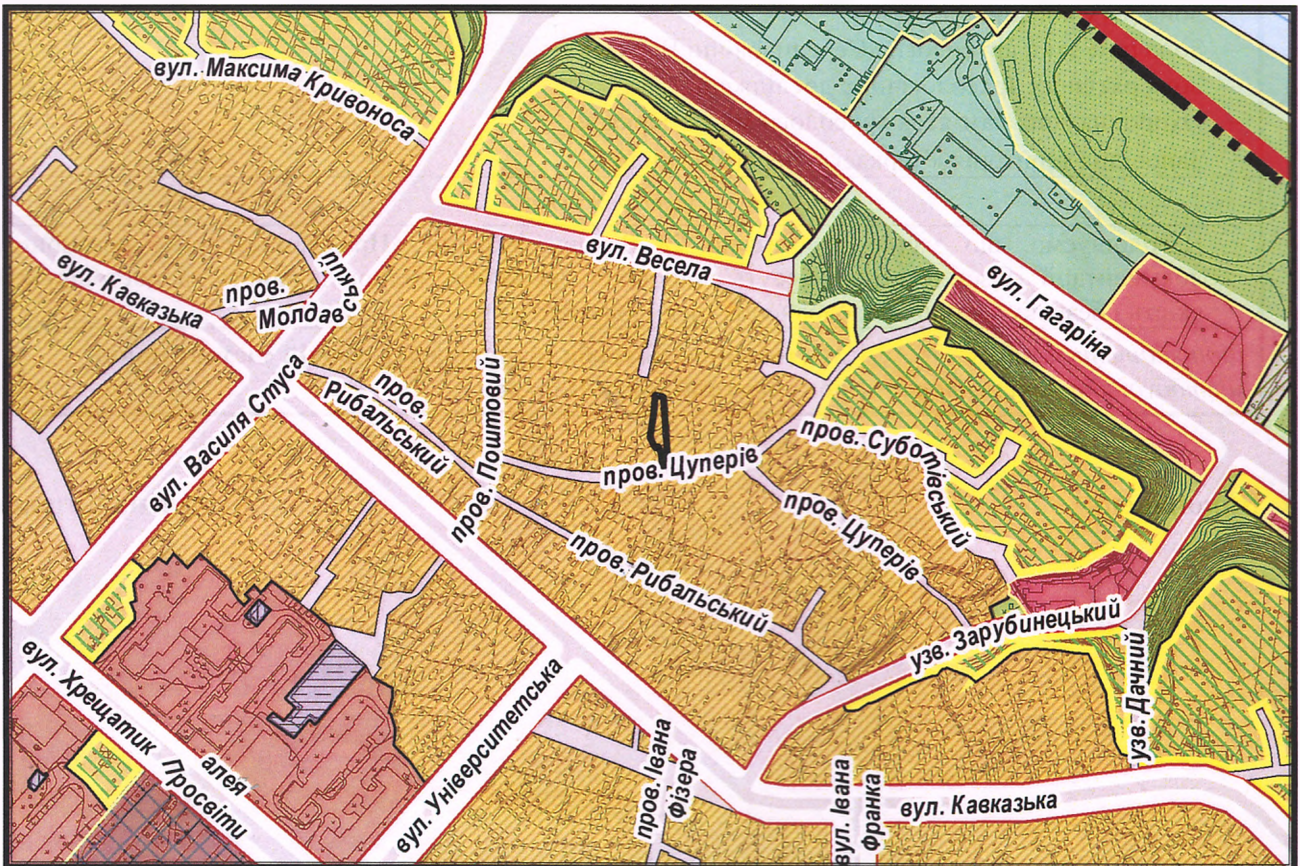 вул. Максима Кривоноса
вул. Кавказька
пров.
Молдавський
вул. Весела
вул. Гагаріна
вул. Василя Стуса
пров.
Рибальський
пров. Поштовий
пров. Цуперів
пров. Суботівський
пров. Цуперів
пров. Рибальський
узв. Зарубинецький
узв. Дачний
вул. Хрещатик
алея
Просвіти
вул. Університетська
пров. Івана
Фізера
вул. Івана
Франка
вул. Кавказька